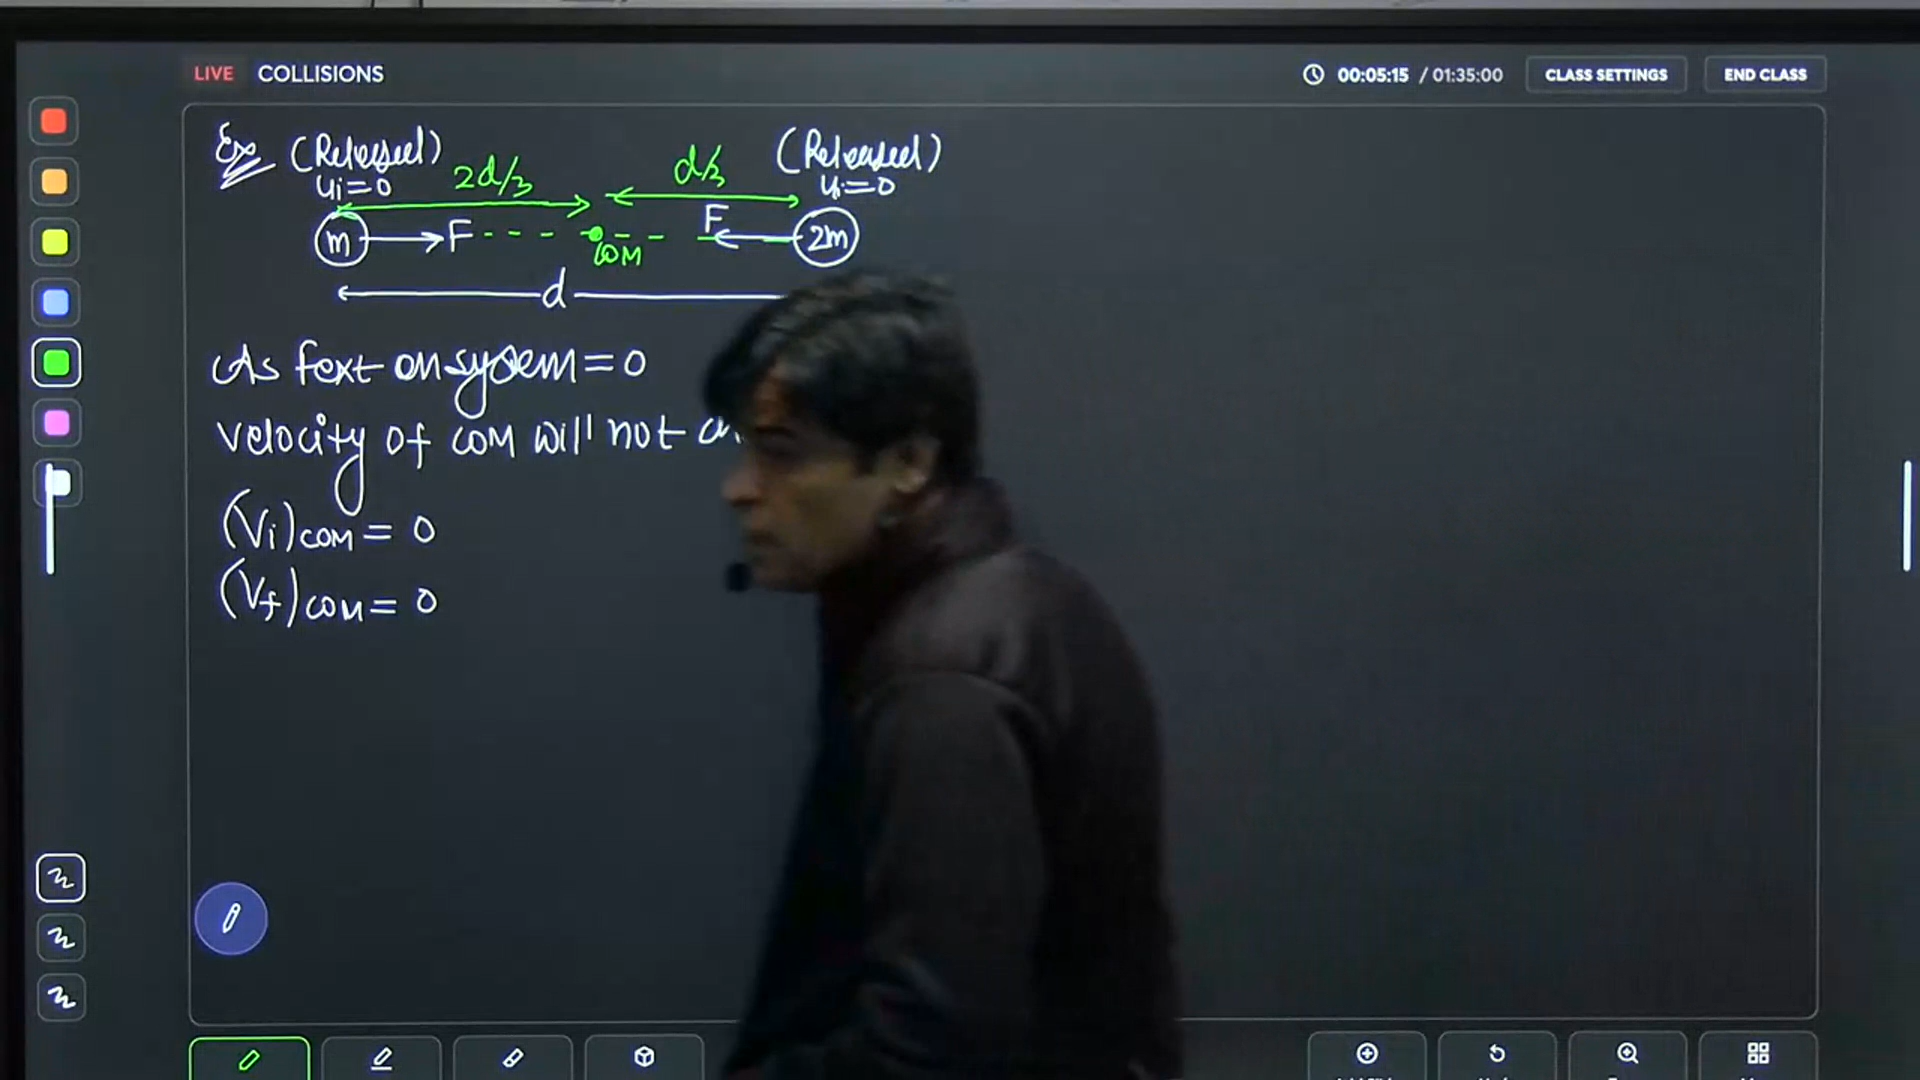 LIVE COLLISIONS 00:05:15 / 01:35:00 CLASS SETTINGS END CLASS
Ex (Released) (Released)
2d/3 d/3
ui=0 ui=0
m F COM F 2m
d
As fext on system = 0
velocity of COM will not
(Vi)COM = 0
(Vf)COM = 0